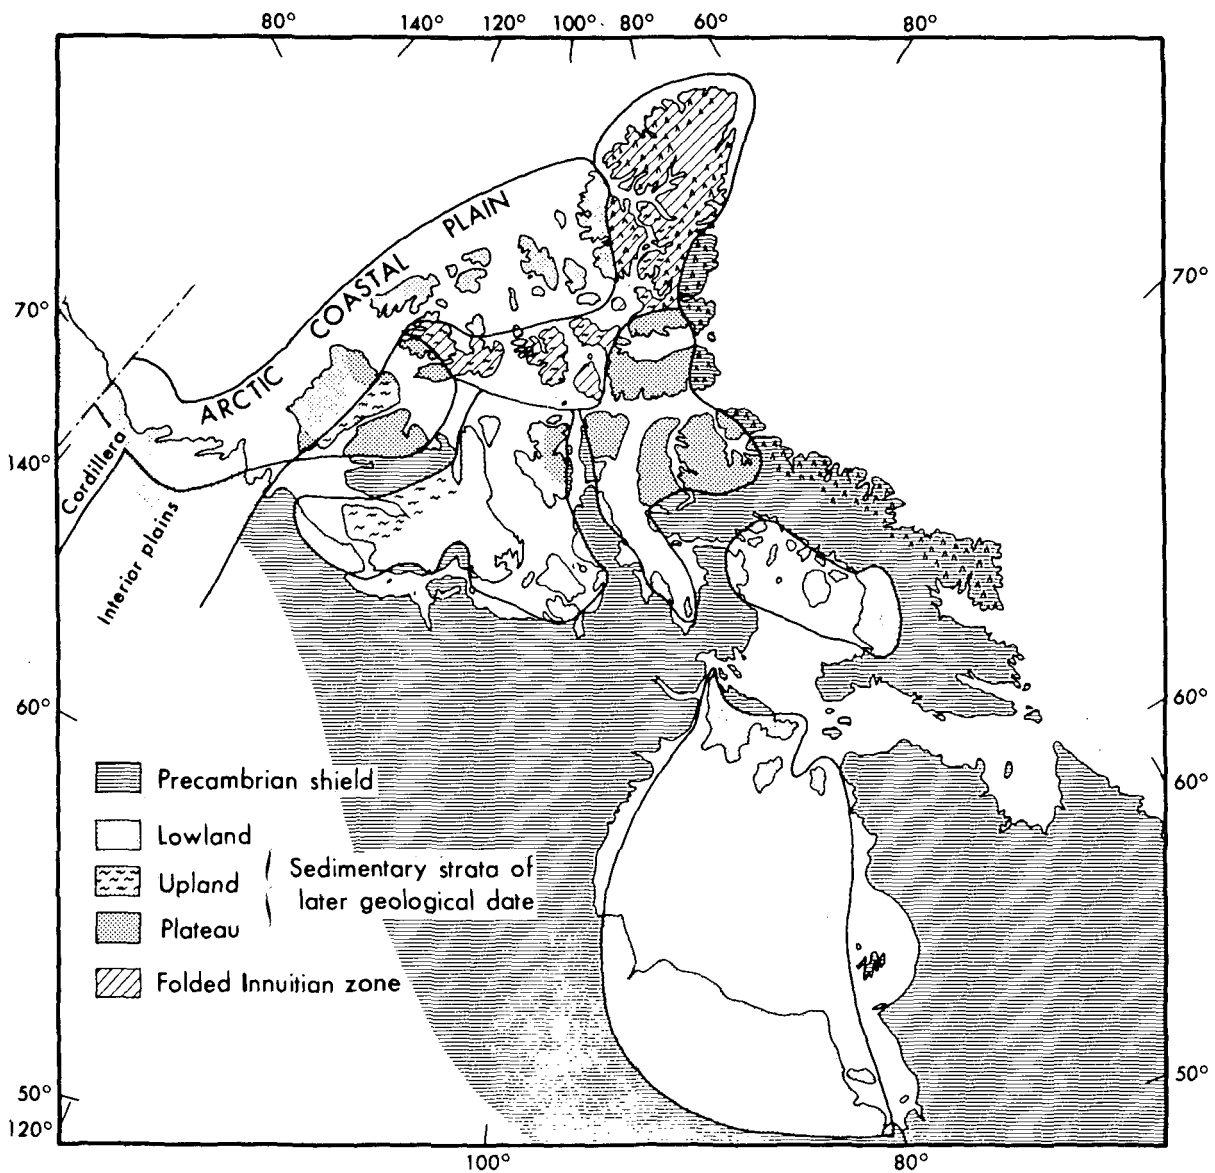 80° 140° 120° 100° 80° 60° 80°
70°
70°
ARCTIC COASTAL PLAIN
140°
Cordillera
Interior plains
60°
60°
60°
Precambrian shield
Lowland
Upland
Plateau
Sedimentary strata of
later geological date
Folded Innuitian zone
50°
50°
120°
100° 80°